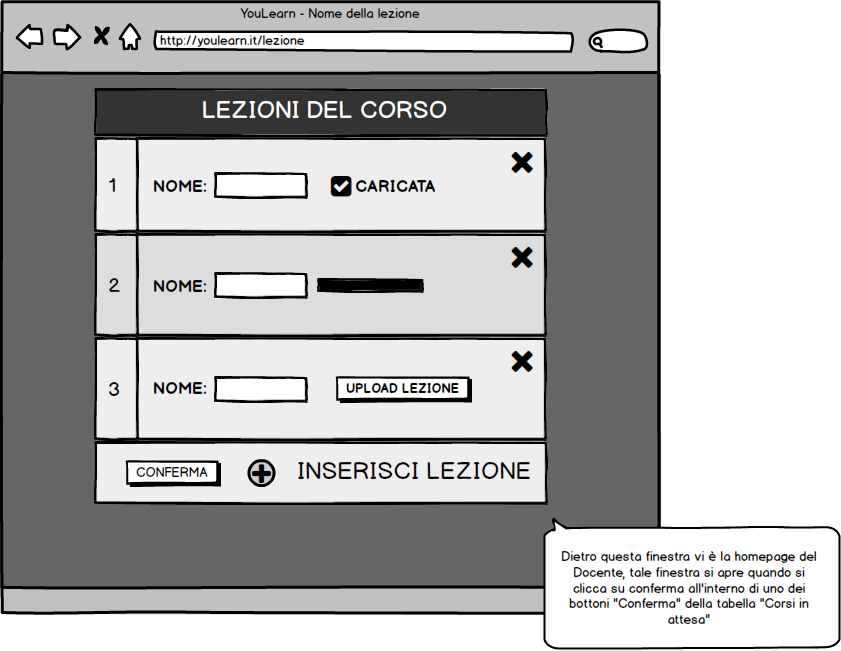 YouLearn - Nome della lezione
http://youlearn.it/lezione
LEZIONI DEL CORSO
1 NOME: CARICATA
2 NOME:
3 NOME: UPLOAD LEZIONE
CONFERMA INSERISCI LEZIONE
Dietro questa finestra vi è la homepage del
Docente, tale finestra si apre quando si
clicca su conferma all'interno di uno dei
bottoni "Conferma" della tabella "Corsi in
attesa"